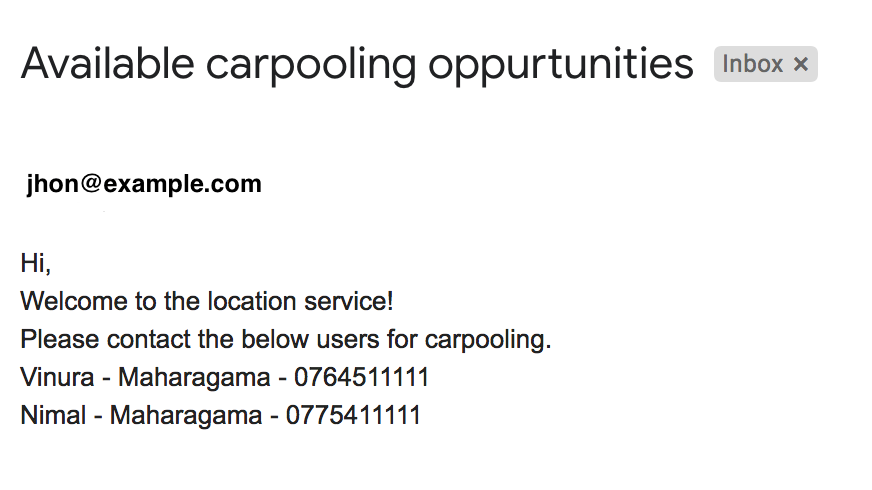 Available carpooling oppurtunities Inbox ×
jhon@example.com
Hi,
Welcome to the location service!
Please contact the below users for carpooling.
Vinura - Maharagama - 0764511111
Nimal - Maharagama - 0775411111